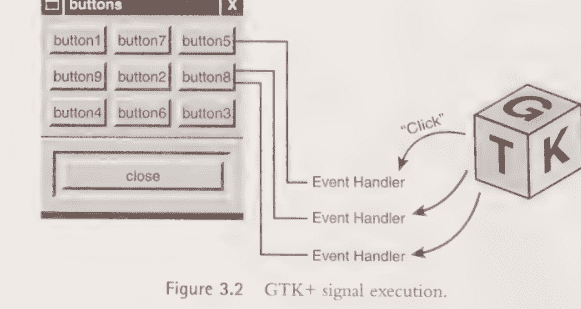 buttons X
button1 button7 button5
button9 button2 button8
button4 button6 button3
close
"Click"
G
T K
Event Handler
Event Handler
Event Handler
Figure 3.2 GTK+ signal execution.